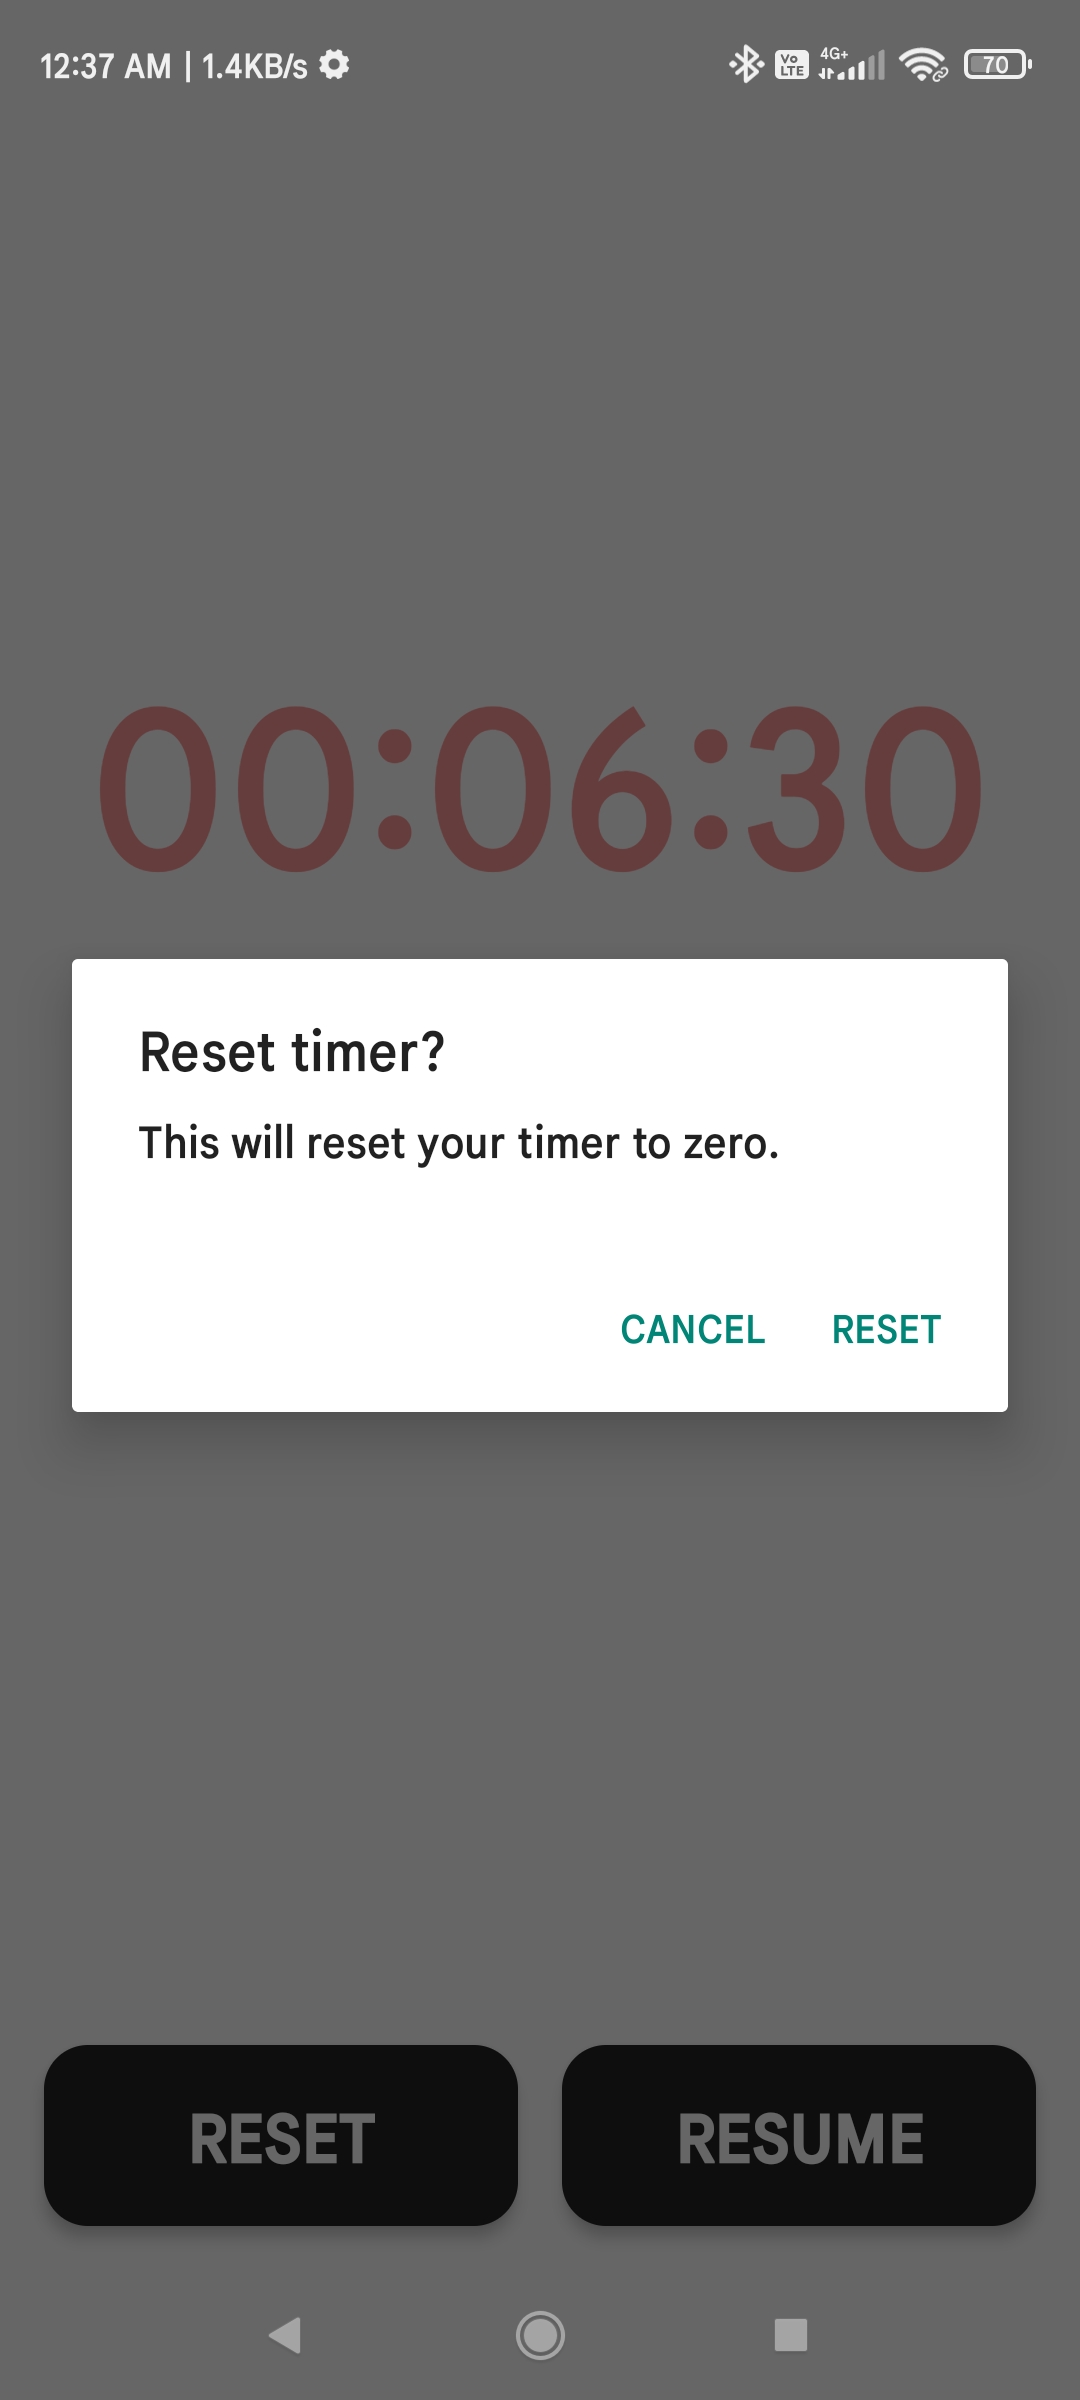 12:37 AM | 1.4KB/s
Vo LTE 4G+ 70
00:06:30
Reset timer?
This will reset your timer to zero.
CANCEL RESET
RESET RESUME